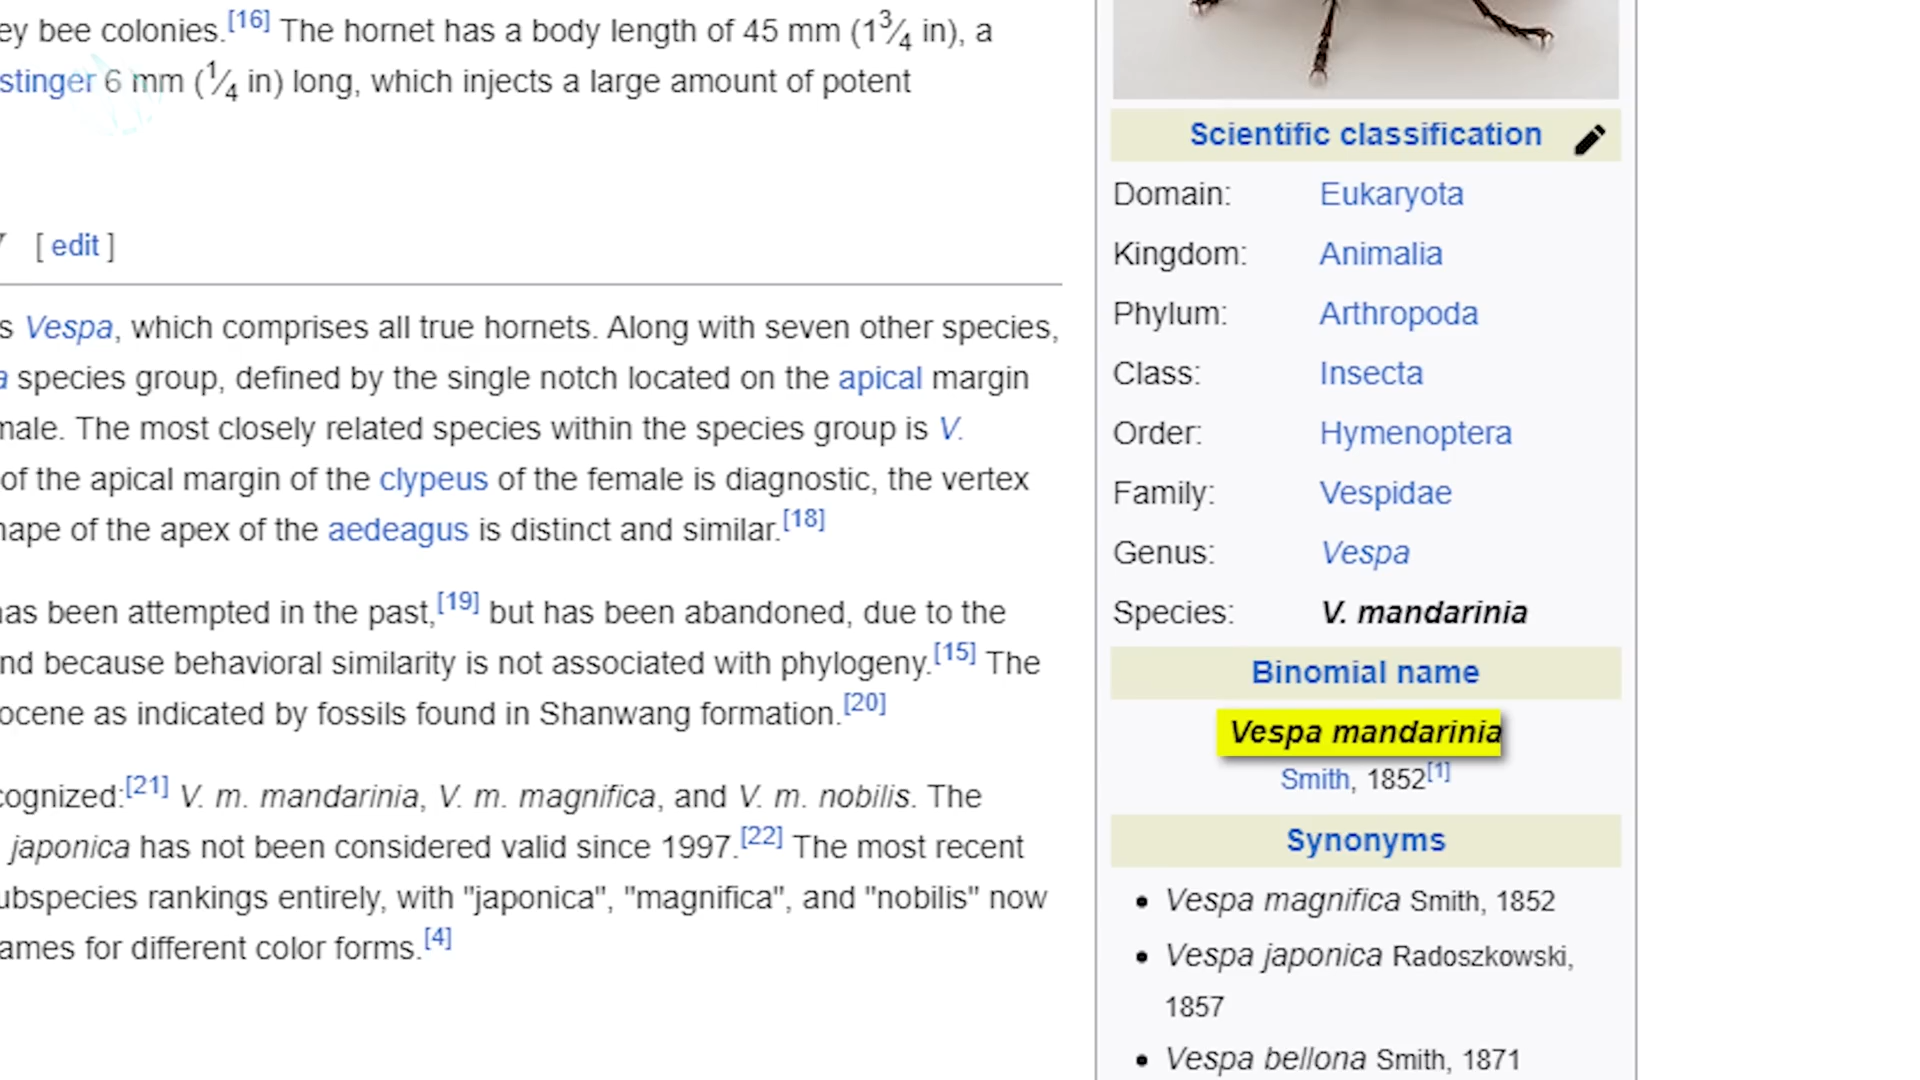 ey bee colonies.[16] The hornet has a body length of 45 mm (1 3⁄4 in), a
stinger 6 mm (1⁄4 in) long, which injects a large amount of potent
[ edit ]
s Vespa, which comprises all true hornets. Along with seven other species,
a species group, defined by the single notch located on the apical margin
male. The most closely related species within the species group is V.
of the apical margin of the clypeus of the female is diagnostic, the vertex
hape of the apex of the aedeagus is distinct and similar.[18]
as been attempted in the past,[19] but has been abandoned, due to the
nd because behavioral similarity is not associated with phylogeny.[15] The
ocene as indicated by fossils found in Shanwang formation.[20]
cognized:[21] V. m. mandarinia, V. m. magnifica, and V. m. nobilis. The
japonica has not been considered valid since 1997.[22] The most recent
ubspecies rankings entirely, with "japonica", "magnifica", and "nobilis" now
ames for different color forms.[4]
Scientific classification
Domain: Eukaryota
Kingdom: Animalia
Phylum: Arthropoda
Class: Insecta
Order: Hymenoptera
Family: Vespidae
Genus: Vespa
Species: V. mandarinia
Binomial name
Vespa mandarinia
Smith, 1852[1]
Synonyms
• Vespa magnifica Smith, 1852
• Vespa japonica Radoszkowski,
1857
• Vespa bellona Smith, 1871